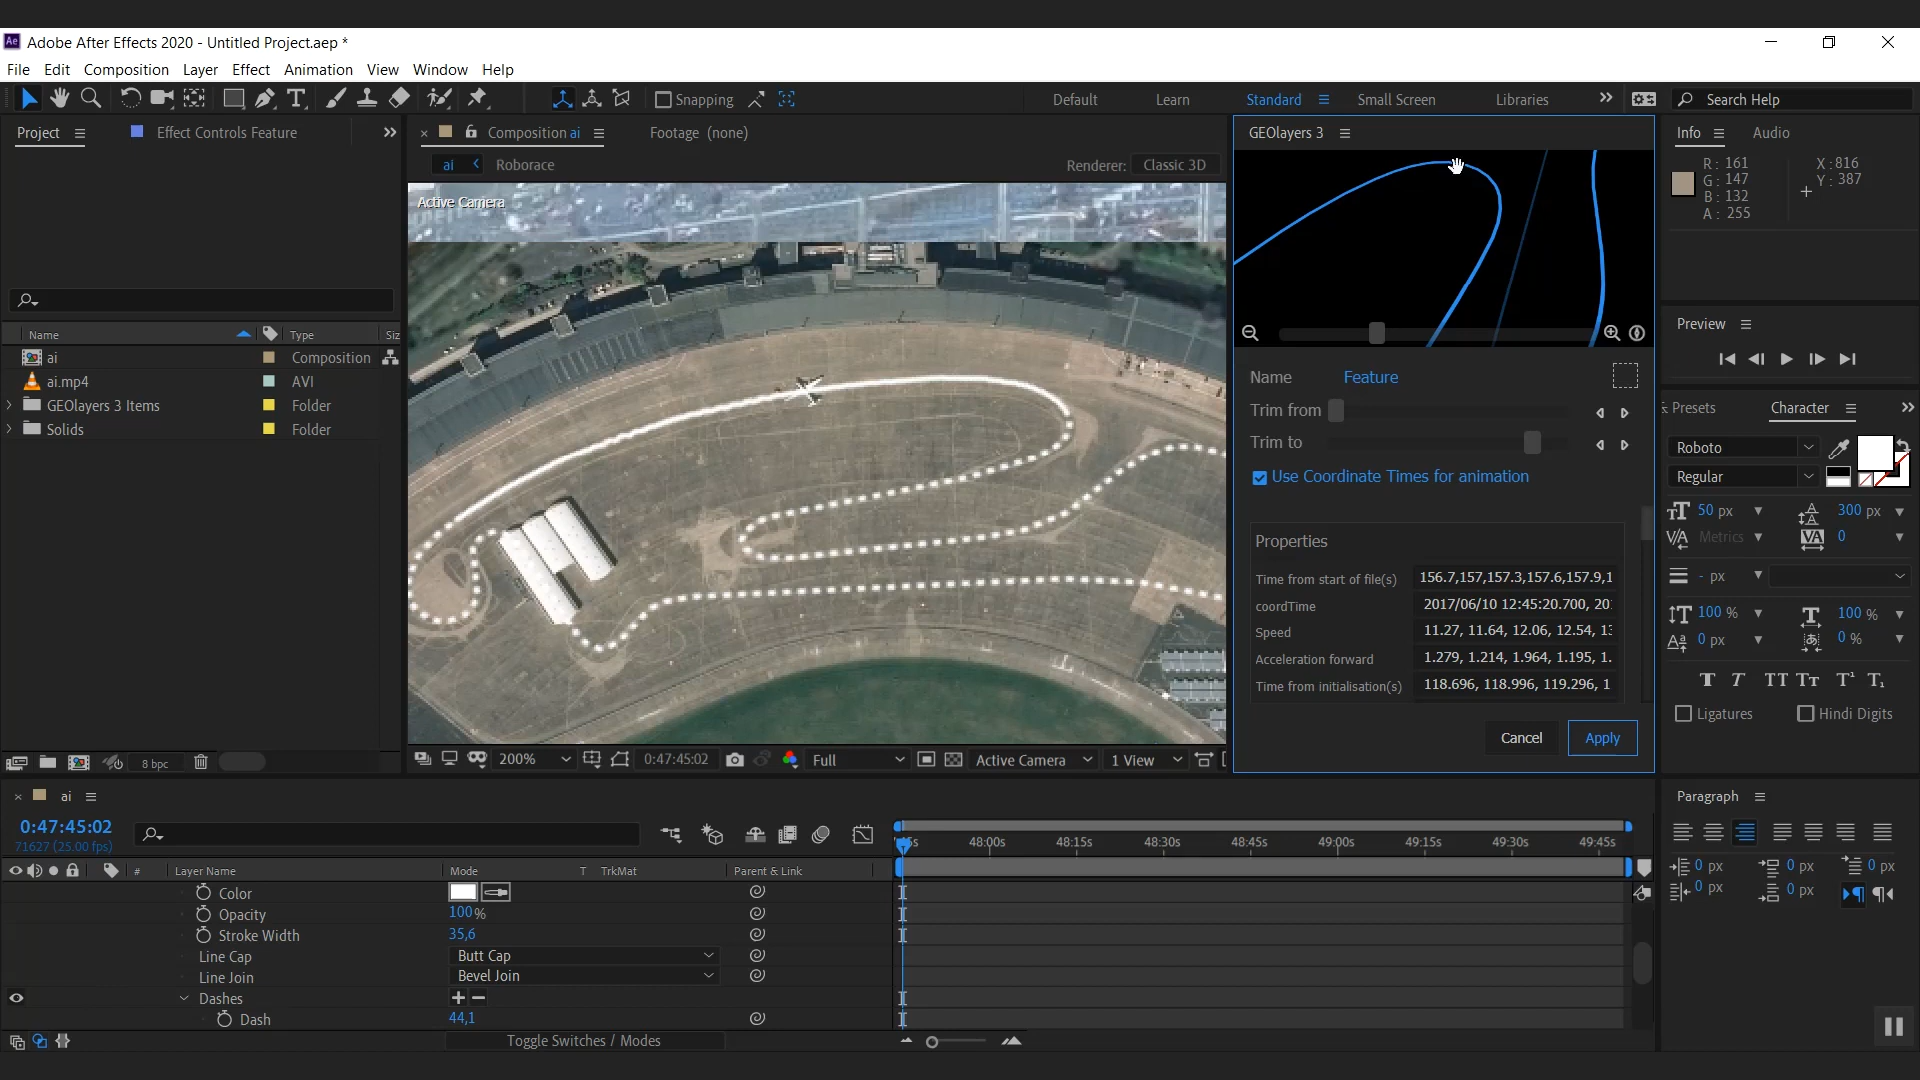 Ae Adobe After Effects 2020 - Untitled Project.aep *
File Edit Composition Layer Effect Animation View Window Help
Snapping
Default Learn Standard Small Screen Libraries
Search Help
Project Effect Controls Feature
Composition ai Footage (none)
GEOlayers 3
Info Audio
ai Roborace
Renderer: Classic 3D
Active Camera
R: 161
G: 147
B: 132
A: 255
X: 816
Y: 387
Name Type Siz
ai Composition
ai.mp4 AVI
GEOlayers 3 Items Folder
Solids Folder
Name Feature
Trim from
Trim to
Use Coordinate Times for animation
Properties
Time from start of file(s) 156.7,157,157.3,157.6,157.9,1
coordTime 2017/06/10 12:45:20.700, 20
Speed 11.27, 11.64, 12.06, 12.54, 13
Acceleration forward 1.279, 1.214, 1.964, 1.195, 1.
Time from initialisation(s) 118.696, 118.996, 119.296, 1
Cancel Apply
Preview
Presets Character
Roboto
Regular
50 px 300 px
Metrics 0
- px
100 % 100 %
0 px 0 %
T T TT Tt T¹ T₁
Ligatures Hindi Digits
8 bpc
200% 0:47:45:02 Full Active Camera 1 View
ai
0:47:45:02
71627 (25.00 fps)
48:00s 48:15s 48:30s 48:45s 49:00s 49:15s 49:30s 49:45s
# Layer Name Mode T TrkMat Parent & Link
Color
Opacity 100%
Stroke Width 35,6
Line Cap Butt Cap
Line Join Bevel Join
Dashes + −
Dash 44,1
Toggle Switches / Modes
Paragraph
0 px 0 px 0 px
0 px 0 px